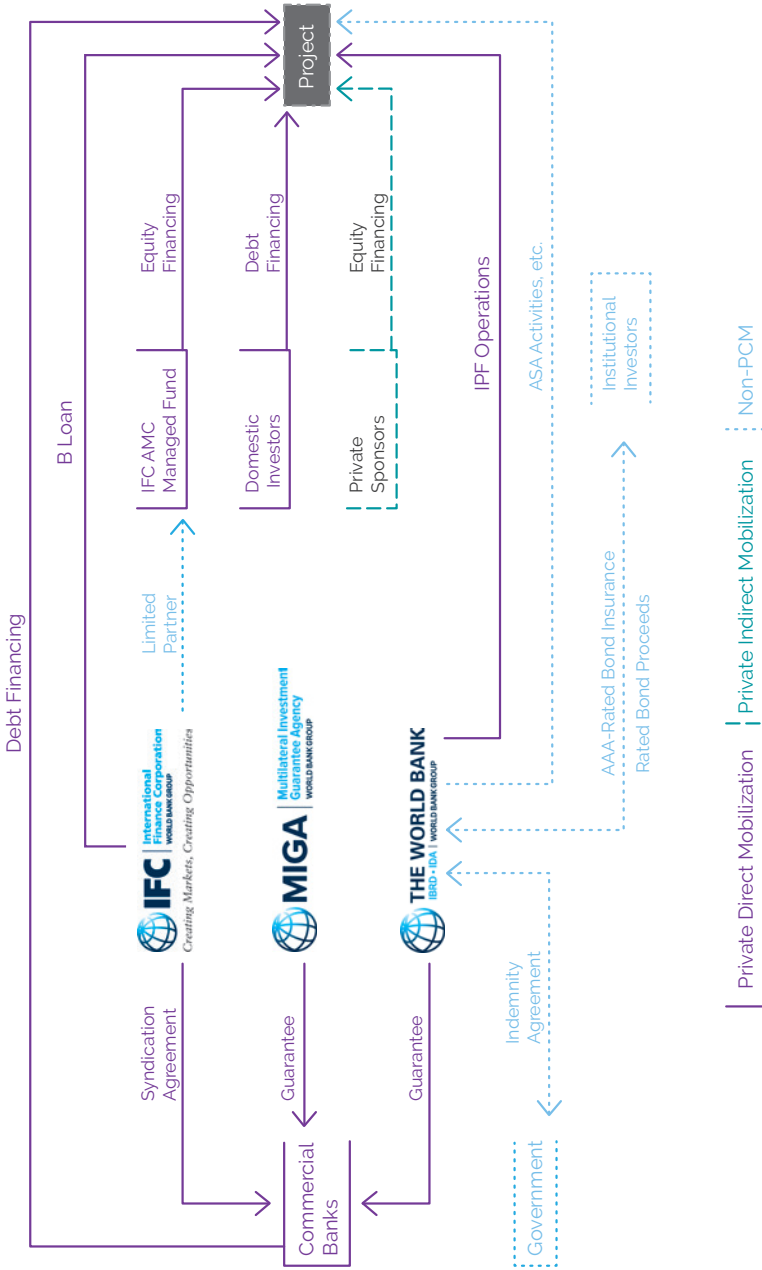 Debt Financing
B Loan
Syndication
Agreement
IFC
International
Finance Corporation
WORLD BANK GROUP
Creating Markets, Creating Opportunities
Limited
Partner
IFC AMC
Managed Fund
Equity
Financing
Commercial
Banks
Guarantee
MIGA
Multilateral Investment
Guarantee Agency
WORLD BANK GROUP
Domestic
Investors
Debt
Financing
Project
Guarantee
THE WORLD BANK
IBRD • IDA | WORLD BANK GROUP
Private
Sponsors
Equity
Financing
IPF Operations
Government
Indemnity
Agreement
ASA Activities, etc.
AAA-Rated Bond Insurance
Rated Bond Proceeds
Institutional
Investors
Private Direct Mobilization
Private Indirect Mobilization
Non-PCM